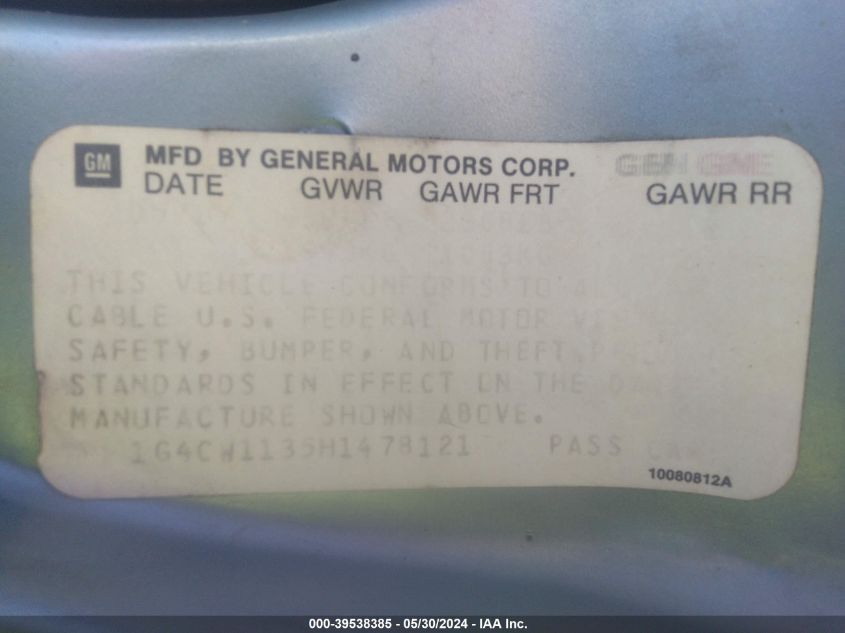 GM
MFD BY GENERAL MOTORS CORP.
DATE GVWR GAWR FRT GAWR RR
THIS VEHICLE CONFORMS TO
CABLE U.S. FEDERAL MOTOR
SAFETY, BUMPER, AND THEFT
STANDARDS IN EFFECT ON THE
MANUFACTURE SHOWN ABOVE.
1G4CW1135H1478121 PASS CAR
10080812A
000-39538385 - 05/30/2024 - IAA Inc.